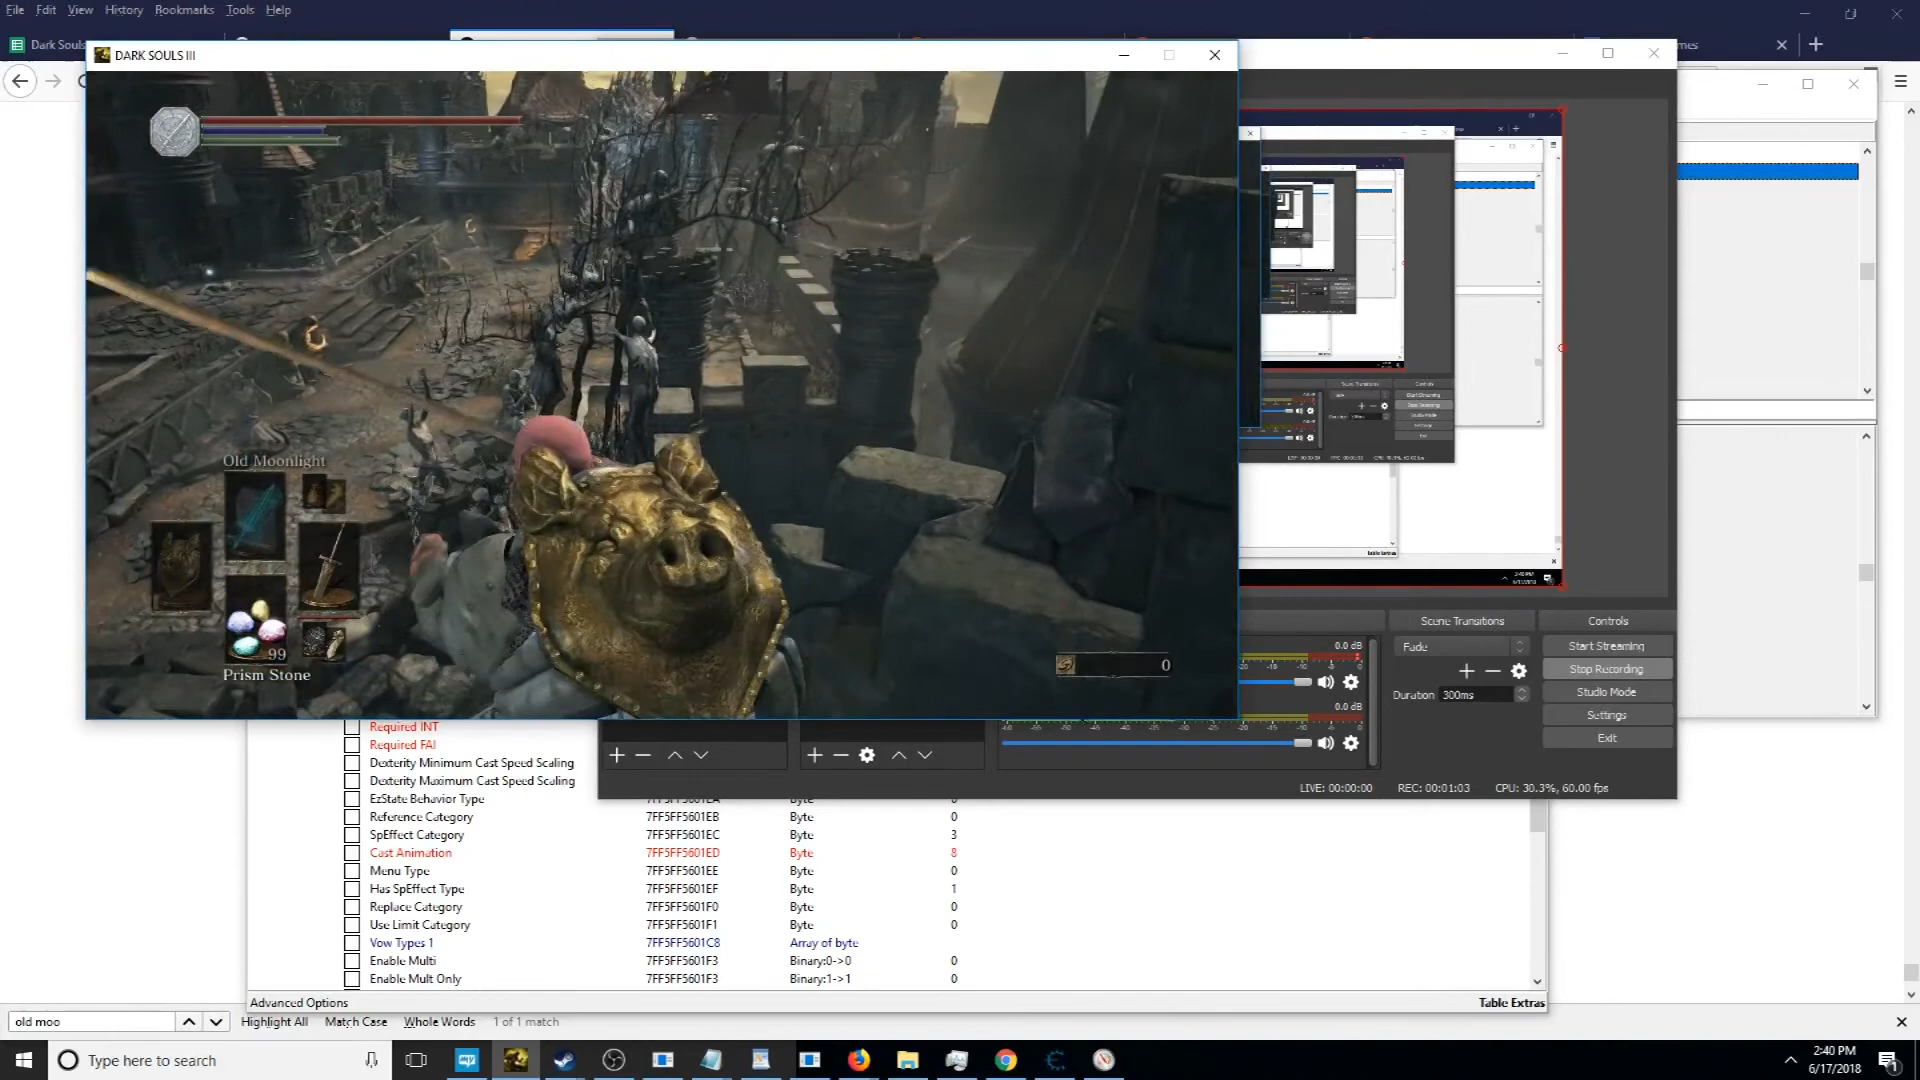 File Edit View History Bookmarks Tools Help
Dark Souls
mes
DARK SOULS III
Old Moonlight
99
Prism Stone
0
0.0 dB
0.0 dB
Scene Transitions
Fade
Duration 300ms
Controls
Start Streaming
Stop Recording
Studio Mode
Settings
Exit
LIVE: 00:00:00 REC: 00:01:03 CPU: 30.3%, 60.00 fps
Required INT
Required FAI
Dexterity Minimum Cast Speed Scaling
Dexterity Maximum Cast Speed Scaling
EzState Behavior Type 7FF5FF5601EA Byte 0
Reference Category 7FF5FF5601EB Byte 0
SpEffect Category 7FF5FF5601EC Byte 3
Cast Animation 7FF5FF5601ED Byte 8
Menu Type 7FF5FF5601EE Byte 0
Has SpEffect Type 7FF5FF5601EF Byte 1
Replace Category 7FF5FF5601F0 Byte 0
Use Limit Category 7FF5FF5601F1 Byte 0
Vow Types 1 7FF5FF5601C8 Array of byte
Enable Multi 7FF5FF5601F3 Binary:0->0 0
Enable Mult Only 7FF5FF5601F3 Binary:1->1 0
Advanced Options Table Extras
old moo Highlight All Match Case Whole Words 1 of 1 match
Type here to search
2:40 PM
6/17/2018